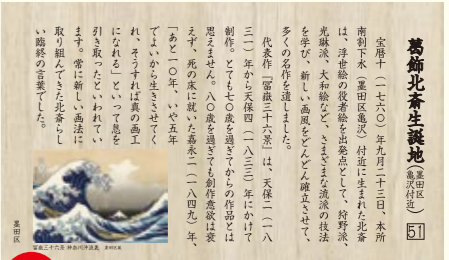 葛飾北斎生誕地（墨田区亀沢付近）51
宝暦十（一七六〇）年九月二十三日、本所
南割下水（墨田区亀沢）付近に生まれた北斎
は、浮世絵の役者絵を出発点として、狩野派、
光琳派、大和絵など、さまざまな流派の技法
を学び、新しい画風をどんどん確立させて、
多くの名作を遺しました。
代表作『冨嶽三十六景』は、天保二（一八
三一）年から天保四（一八三三）年にかけて
制作。とても七〇歳を過ぎてからの作品とは
思えません。八〇歳を過ぎても創作意欲は衰
えず、死の床に就いた嘉永二（一八四九）年、
「あと一〇年、いや五年
でよいから生きさせてく
れ、そうすれば真の画工
になれる」といって息を
引き取ったといわれてい
ます。常に新しい画法に
取り組んできた北斎らし
い臨終の言葉でした。
冨嶽三十六景 神奈川沖浪裏
墨田区